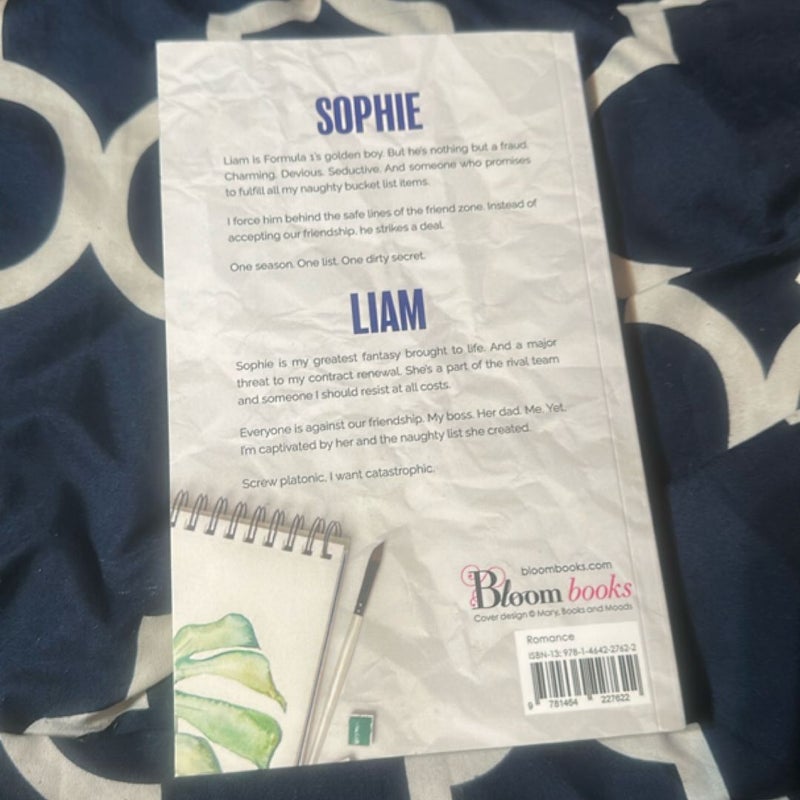 SOPHIE
Liam is Formula 1's golden boy. But he's nothing but a fraud.
Charming. Devious. Seductive. And someone who promises
to fulfill all my naughty bucket list items.
I force him behind the safe lines of the friend zone. Instead of
accepting our friendship, he strikes a deal.
One season. One list. One dirty secret.
LIAM
Sophie is my greatest fantasy brought to life. And a major
threat to my contract renewal. She's a part of the rival team
and someone I should resist at all costs.
Everyone is against our friendship. My boss. Her dad. Me. Yet,
I'm captivated by her and the naughty list she created.
Screw platonic. I want catastrophic.
bloombooks.com
Bloom books
Cover design © Mary, Books and Moods
Romance
ISBN-13: 978-1-4642-2762-2
9 781464 227622